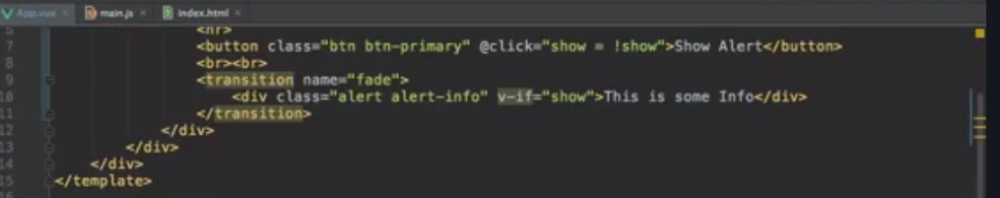 App.vue × main.js × index.html ×
6 <hr>
7 <button class="btn btn-primary" @click="show = !show">Show Alert</button>
8 <br><br>
9 <transition name="fade">
10 <div class="alert alert-info" v-if="show">This is some Info</div>
11 </transition>
12 </div>
13 </div>
14 </div>
15 </template>
16